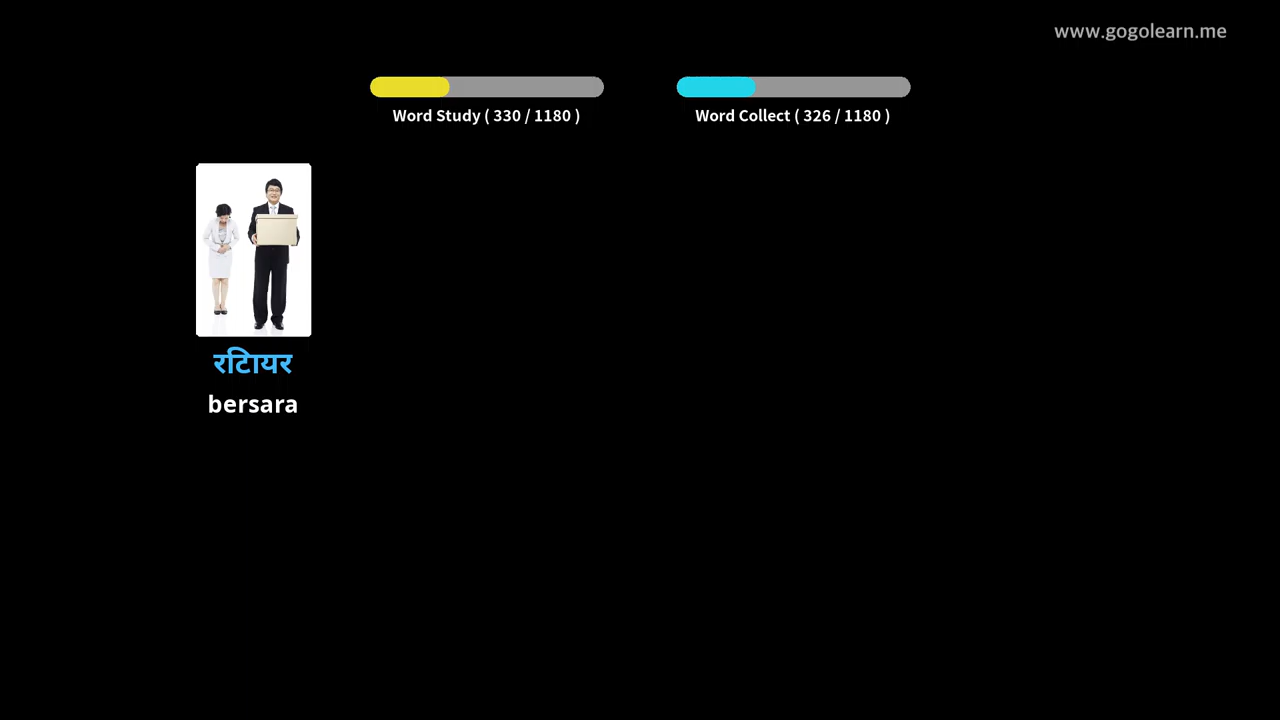 www.gogolearn.me
Word Study ( 330 / 1180 )
Word Collect ( 326 / 1180 )
रिटायर
bersara